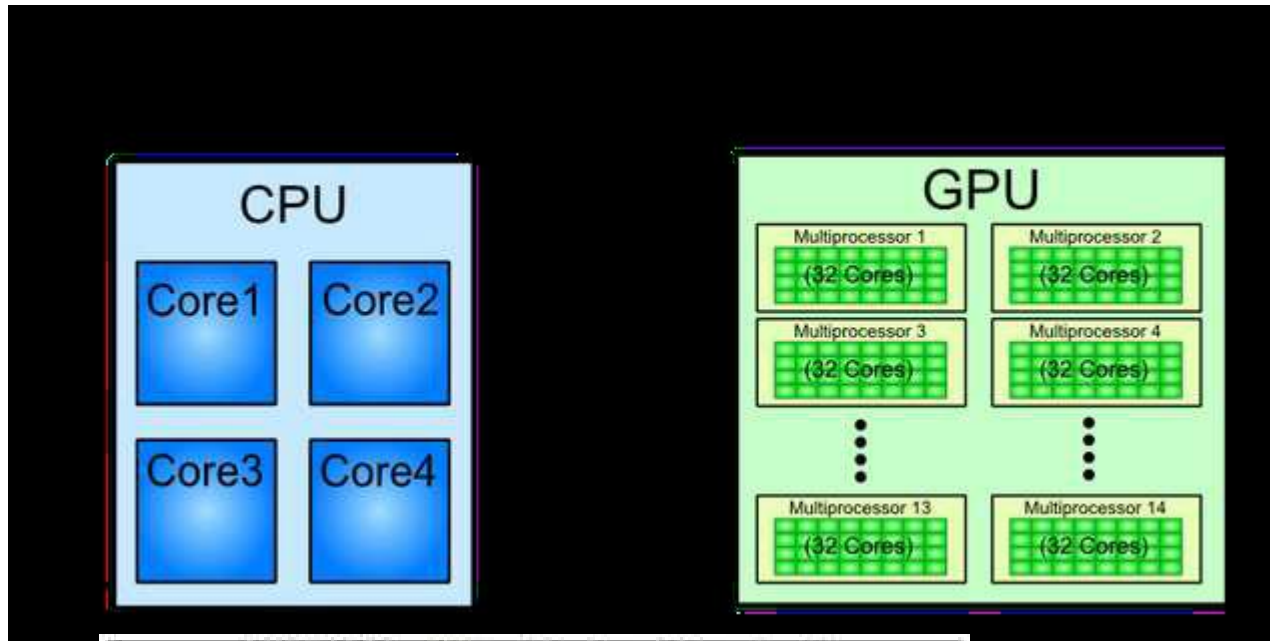 CPU
Core1
Core2
Core3
Core4
GPU
Multiprocessor 1
(32 Cores)
Multiprocessor 2
(32 Cores)
Multiprocessor 3
(32 Cores)
Multiprocessor 4
(32 Cores)
Multiprocessor 13
(32 Cores)
Multiprocessor 14
(32 Cores)